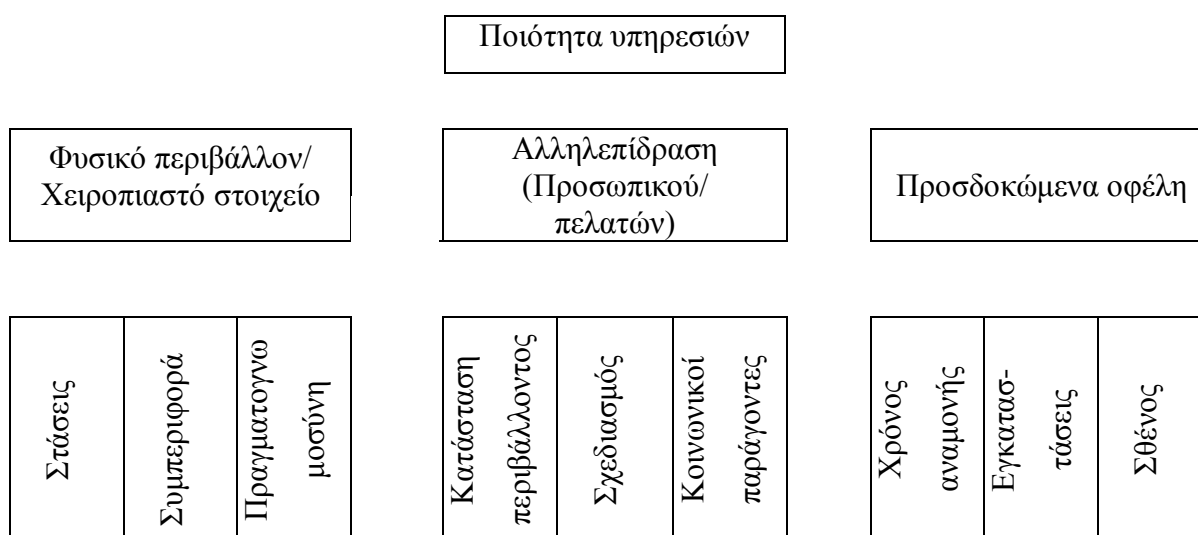 Ποιότητα υπηρεσιών
Φυσικό περιβάλλον/
Χειροπιαστό στοιχείο
Αλληλεπίδραση
(Προσωπικού/
πελατών)
Προσδοκώμενα οφέλη
Στάσεις
Συμπεριφορά
Πραγματογνω
μοσύνη
Κατάσταση
περιβάλλοντος
Σχεδιασμός
Κοινωνικοί
παράγοντες
Χρόνος
αναμονής
Εγκατασ-
τάσεις
Σθένος